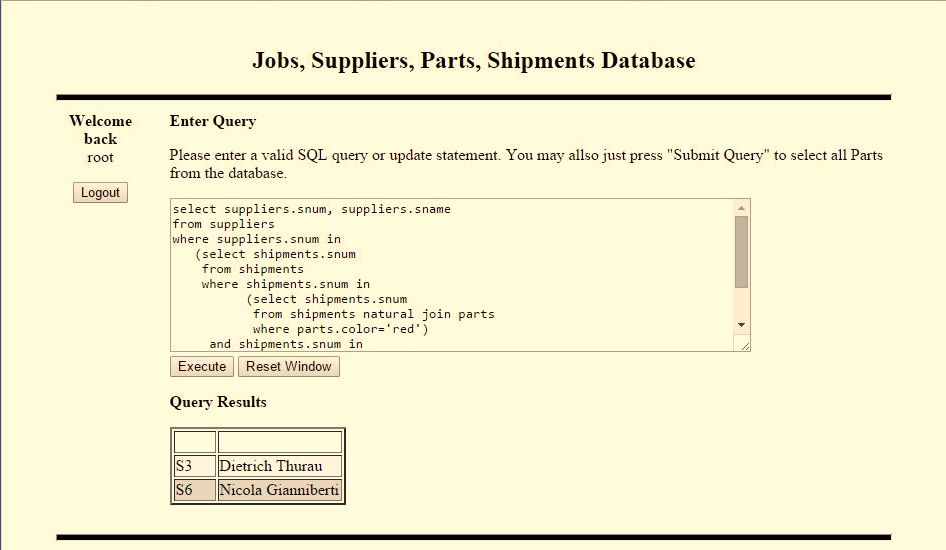 Jobs, Suppliers, Parts, Shipments Database
Welcome
back
root
Logout
Enter Query
Please enter a valid SQL query or update statement. You may allso just press "Submit Query" to select all Parts
from the database.
select suppliers.snum, suppliers.sname
from suppliers
where suppliers.snum in
   (select shipments.snum
    from shipments
    where shipments.snum in
          (select shipments.snum
           from shipments natural join parts
           where parts.color='red')
     and shipments.snum in
Execute Reset Window
Query Results
S3 Dietrich Thurau
S6 Nicola Gianniberti